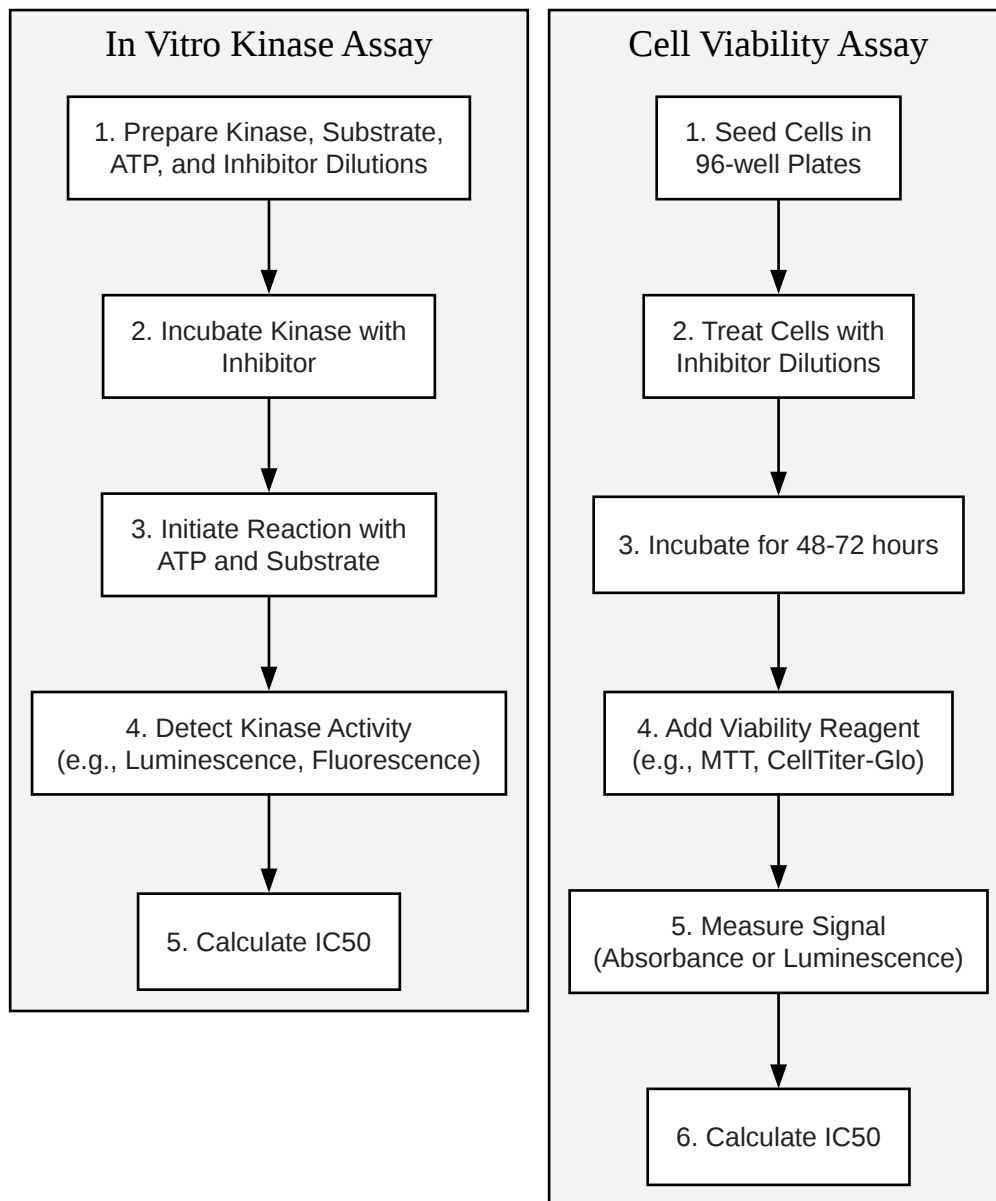 In Vitro Kinase Assay
1. Prepare Kinase, Substrate,
ATP, and Inhibitor Dilutions
2. Incubate Kinase with
Inhibitor
3. Initiate Reaction with
ATP and Substrate
4. Detect Kinase Activity
(e.g., Luminescence, Fluorescence)
5. Calculate IC50
Cell Viability Assay
1. Seed Cells in
96-well Plates
2. Treat Cells with
Inhibitor Dilutions
3. Incubate for 48-72 hours
4. Add Viability Reagent
(e.g., MTT, CellTiter-Glo)
5. Measure Signal
(Absorbance or Luminescence)
6. Calculate IC50